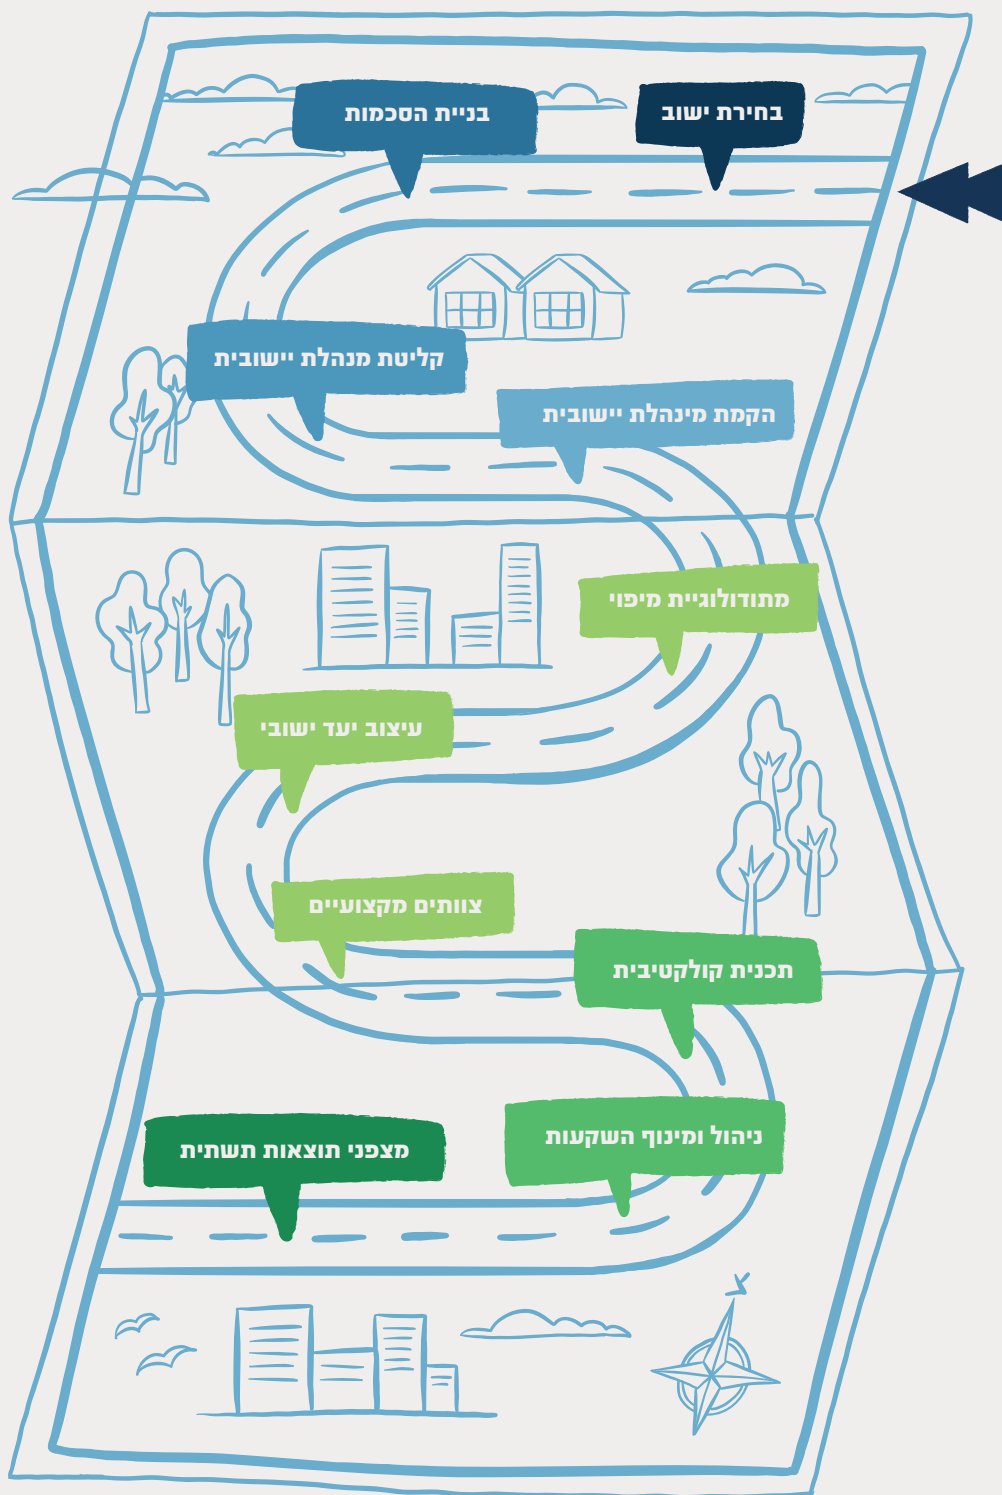 בחירת ישוב
בניית הסכמות
קליטת מנהלת יישובית
הקמת מינהלת יישובית
מתודולוגיית מיפוי
עיצוב יעד ישובי
צוותים מקצועיים
תכנית קולקטיבית
ניהול ומינוף השקעות
מצפני תוצאות תשתית